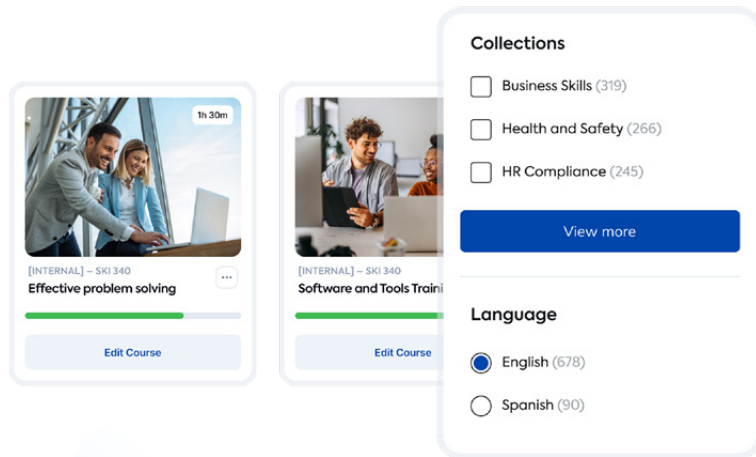 1h 30m
[INTERNAL] – SKI 340
Effective problem solving
Edit Course
[INTERNAL] – SKI 340
Software and Tools
Edit Course
Collections
Business Skills (319)
Health and Safety (266)
HR Compliance (245)
View more
Language
English (678)
Spanish (90)